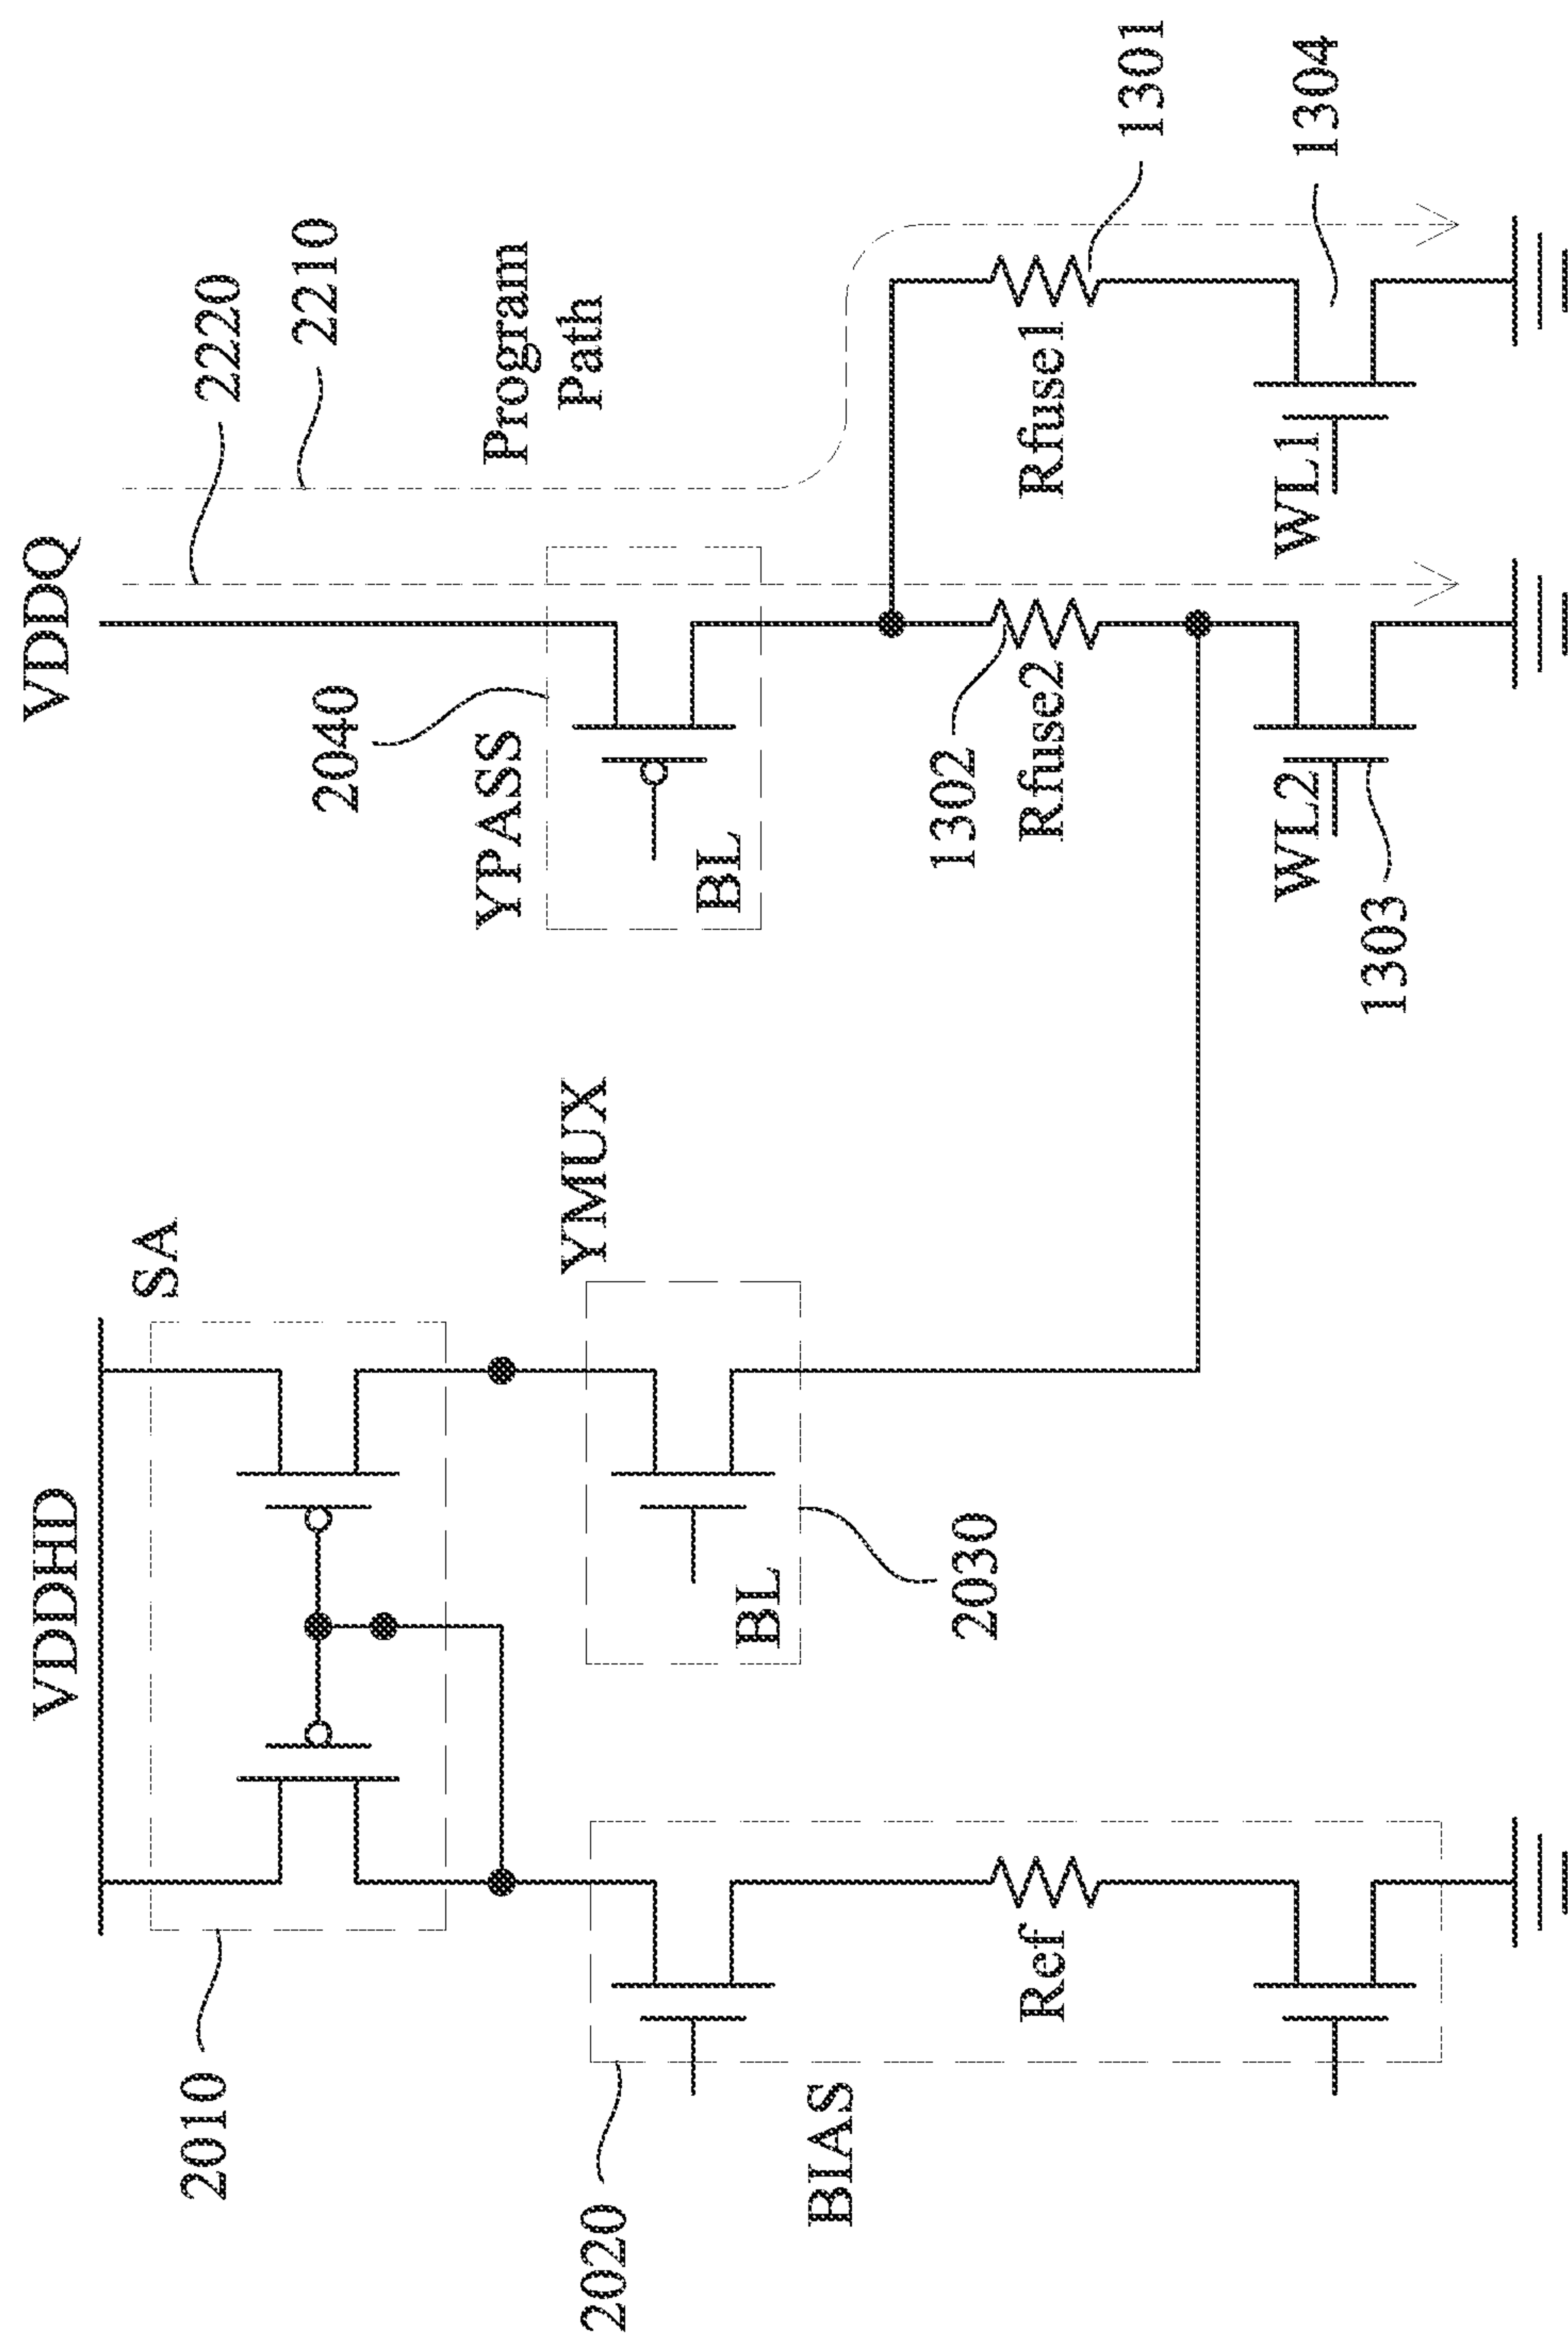 VDDHD
VDDQ
SA
2010
2020
BIAS
Ref
YMUX
BL
2030
2040
YPASS
BL
2220
2210
Program
Path
1302
Rfuse2
Rfuse1
1301
WL2
WL1
1303
1304